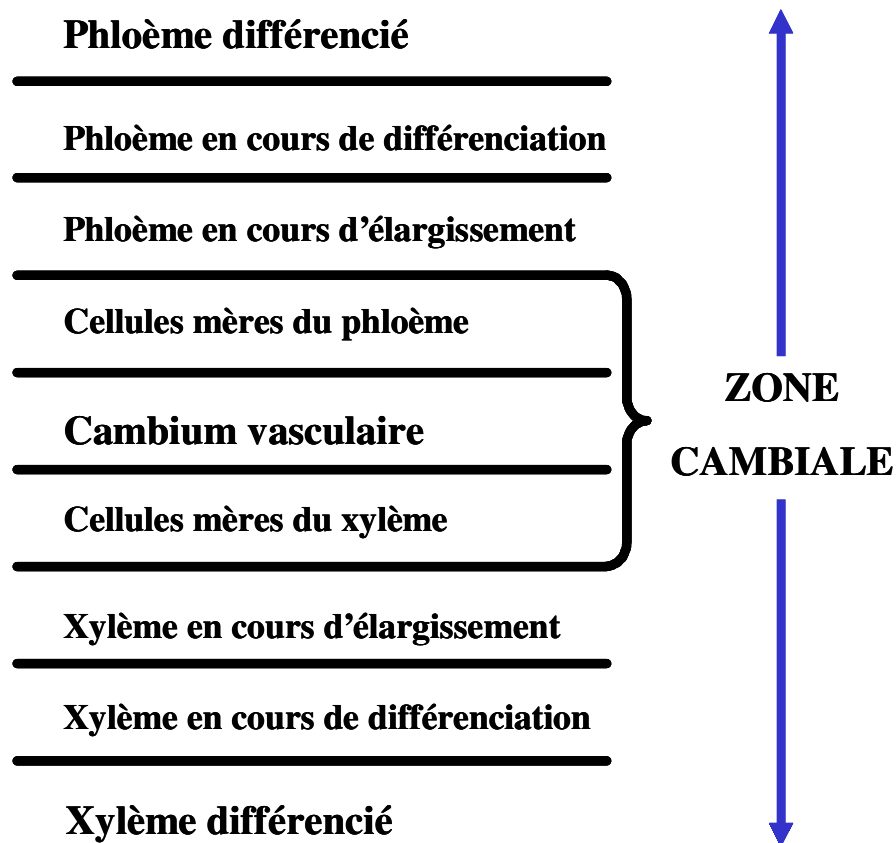 Phloème différencié
Phloème en cours de différenciation
Phloème en cours d'élargissement
Cellules mères du phloème
Cambium vasculaire
Cellules mères du xylème
Xylème en cours d'élargissement
Xylème en cours de différenciation
Xylème différencié
ZONE
CAMBIALE